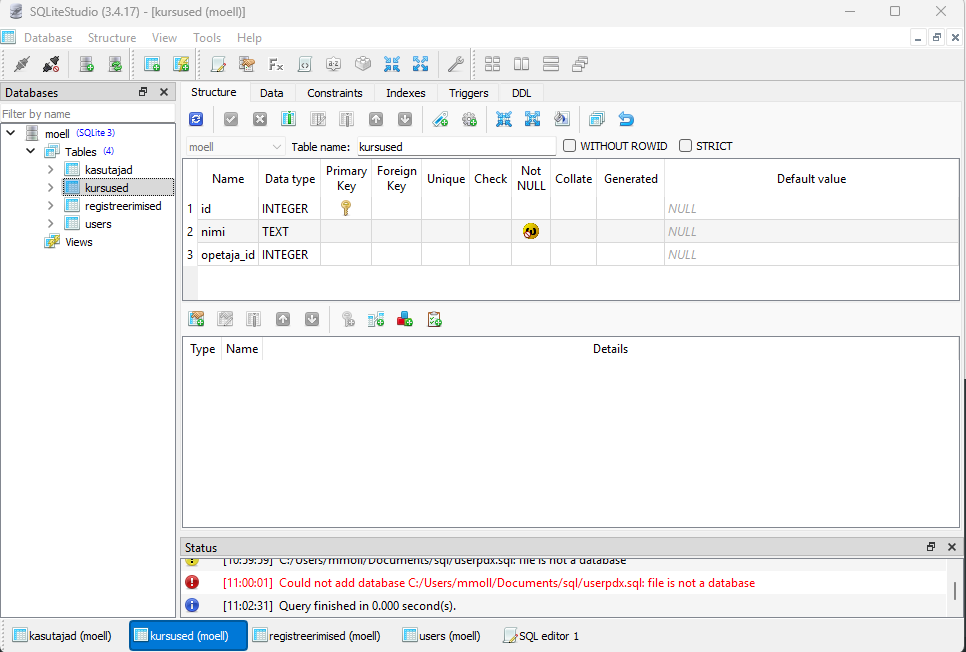 SQLiteStudio (3.4.17) - [kursused (moell)]
Database Structure View Tools Help
Databases
Filter by name
moell (SQLite 3)
Tables (4)
kasutajad
kursused
registreerimised
users
Views
Structure Data Constraints Indexes Triggers DDL
moell Table name: kursused WITHOUT ROWID STRICT
Name Data type Primary Key Foreign Key Unique Check Not NULL Collate Generated Default value
1 id INTEGER NULL
2 nimi TEXT NULL
3 opetaja_id INTEGER NULL
Type Name Details
Status
[10:59:59] C:/Users/mmoll/Documents/sql/userpdx.sql: file is not a database
[11:00:01] Could not add database C:/Users/mmoll/Documents/sql/userpdx.sql: file is not a database
[11:02:31] Query finished in 0.000 second(s).
kasutajad (moell) kursused (moell) registreerimised (moell) users (moell) SQL editor 1